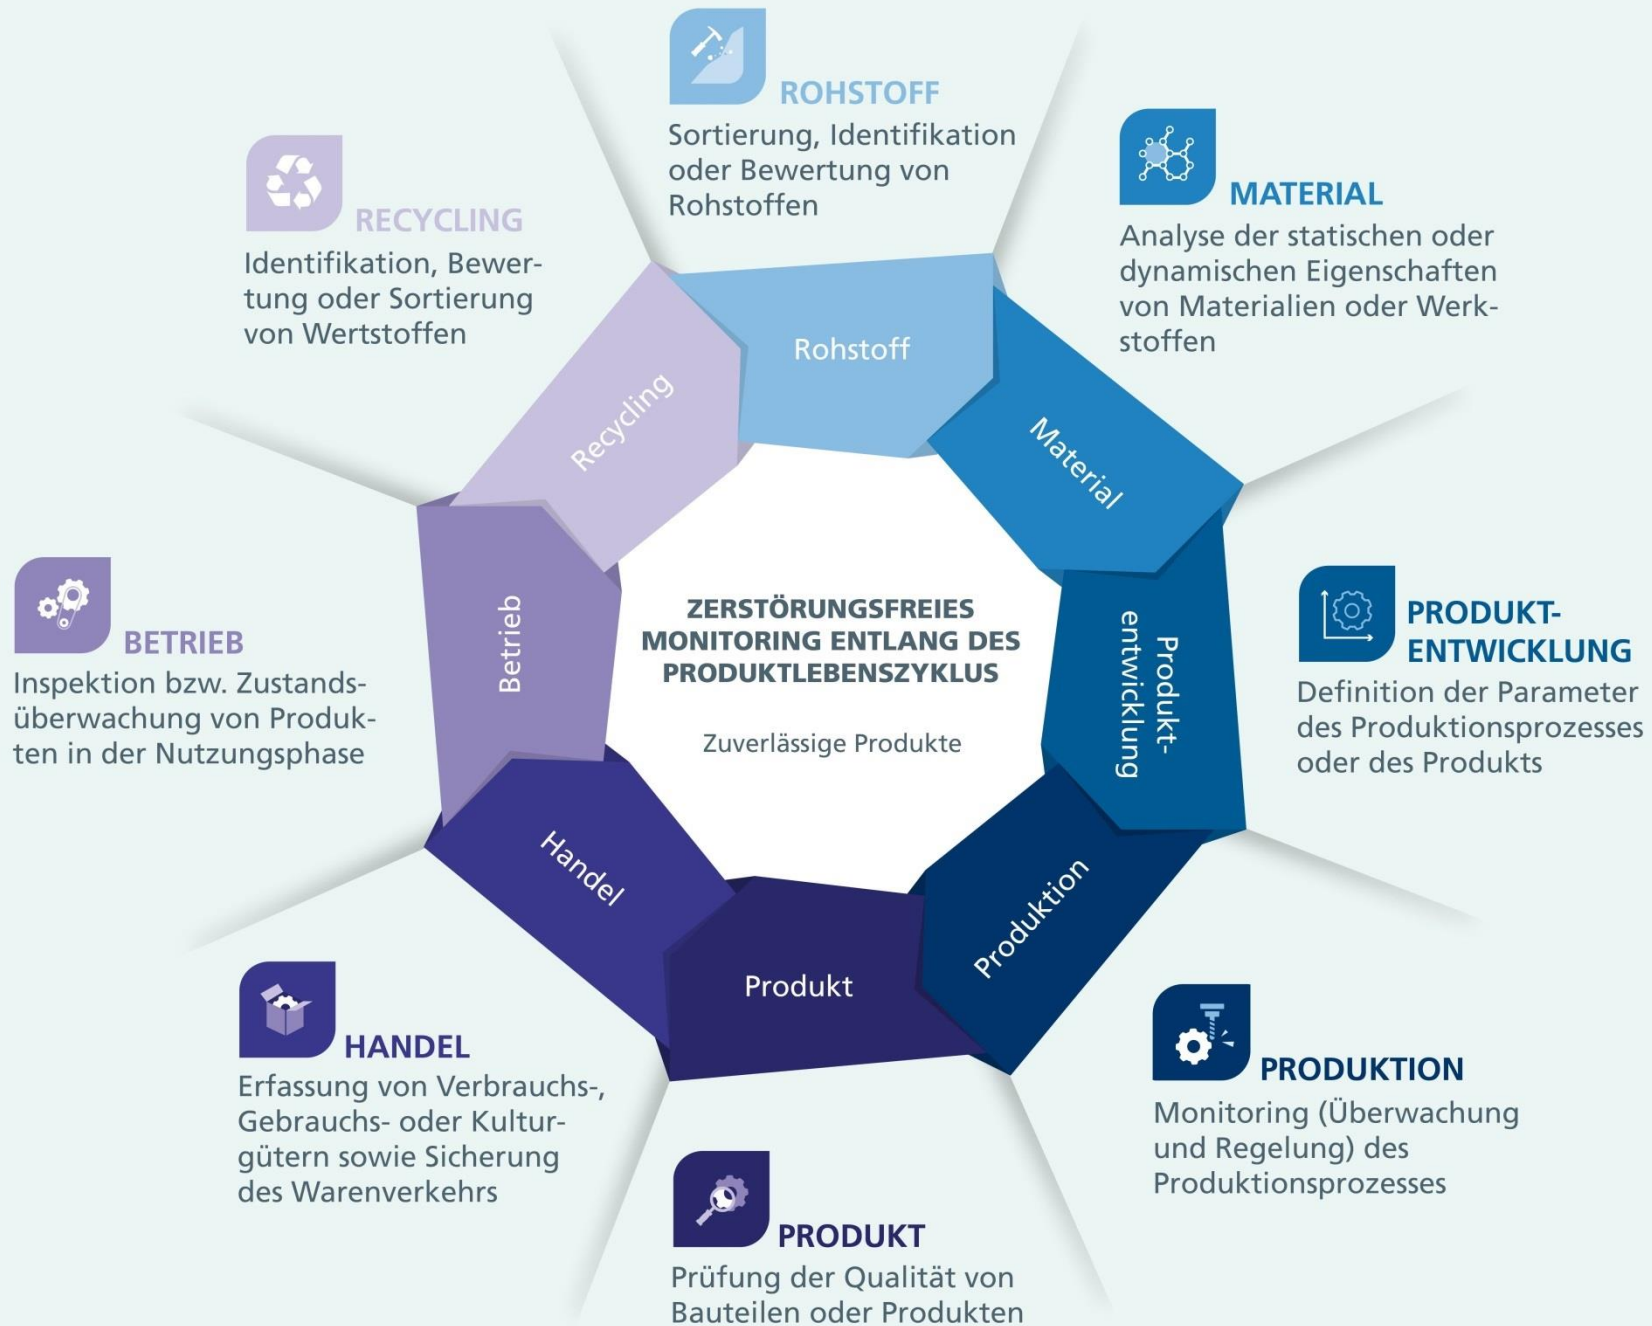 ROHSTOFF
Sortierung, Identifikation
oder Bewertung von
Rohstoffen
MATERIAL
Analyse der statischen oder
dynamischen Eigenschaften
von Materialien oder Werk-
stoffen
PRODUKT-
ENTWICKLUNG
Definition der Parameter
des Produktionsprozesses
oder des Produkts
PRODUKTION
Monitoring (Überwachung
und Regelung) des
Produktionsprozesses
PRODUKT
Prüfung der Qualität von
Bauteilen oder Produkten
HANDEL
Erfassung von Verbrauchs-,
Gebrauchs- oder Kultur-
gütern sowie Sicherung
des Warenverkehrs
BETRIEB
Inspektion bzw. Zustands-
überwachung von Produk-
ten in der Nutzungsphase
RECYCLING
Identifikation, Bewer-
tung oder Sortierung
von Wertstoffen
Rohstoff
Material
Produkt-
entwicklung
Produktion
Produkt
Handel
Betrieb
Recycling
ZERSTÖRUNGSFREIES
MONITORING ENTLANG DES
PRODUKTLEBENSZYKLUS
Zuverlässige Produkte